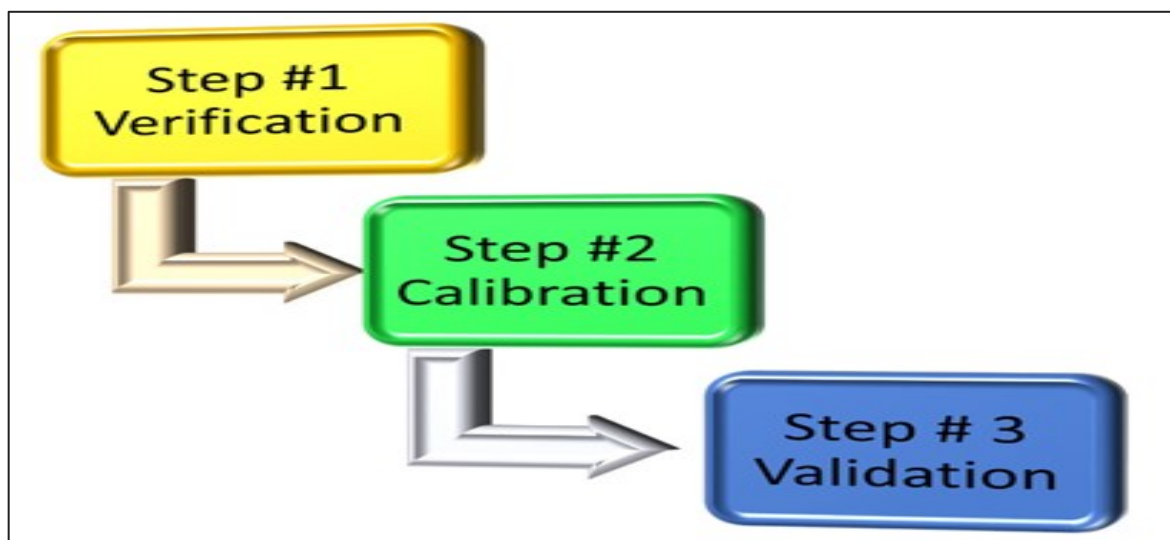 Step #1
Verification
Step #2
Calibration
Step # 3
Validation